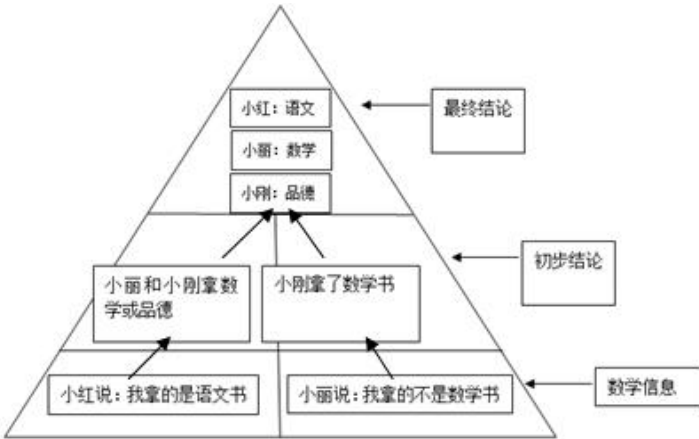 小红：语文
小丽：数学
小刚：品德
最终结论
小丽和小刚拿数
学或品德
小刚拿了数学书
初步结论
小红说：我拿的是语文书
小丽说：我拿的不是数学书
数学信息